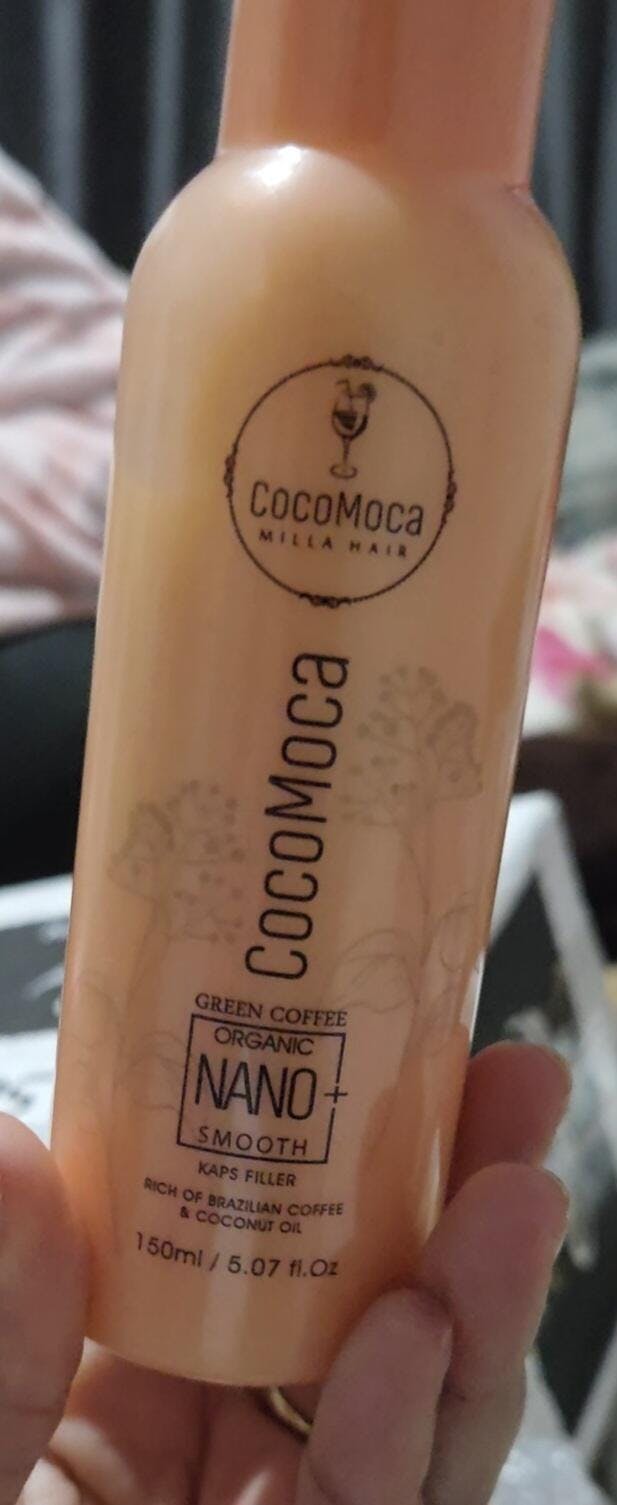 CocoMoca
MILLA HAIR
CocoMoca
GREEN COFFEE
ORGANIC
NANO+
SMOOTH
KAPS FILLER
RICH OF BRAZILIAN COFFEE
& COCONUT OIL
150ml / 5.07 fl.Oz